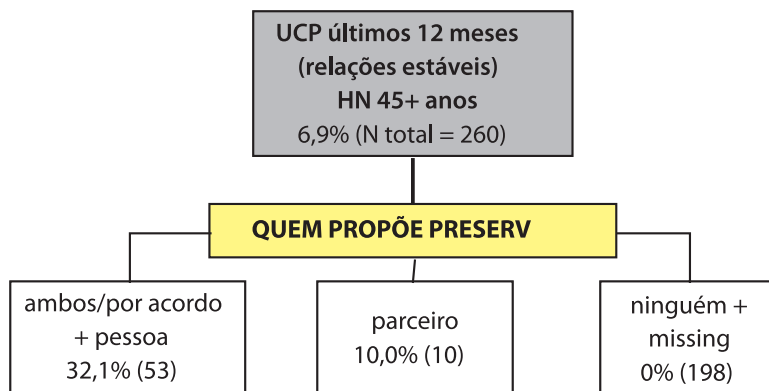 UCP últimos 12 meses
(relações estáveis)
HN 45+ anos
6,9% (N total = 260)
QUEM PROPÕE PRESERV
ambos/por acordo
+ pessoa
32,1% (53)
parceiro
10,0% (10)
ninguém +
missing
0% (198)